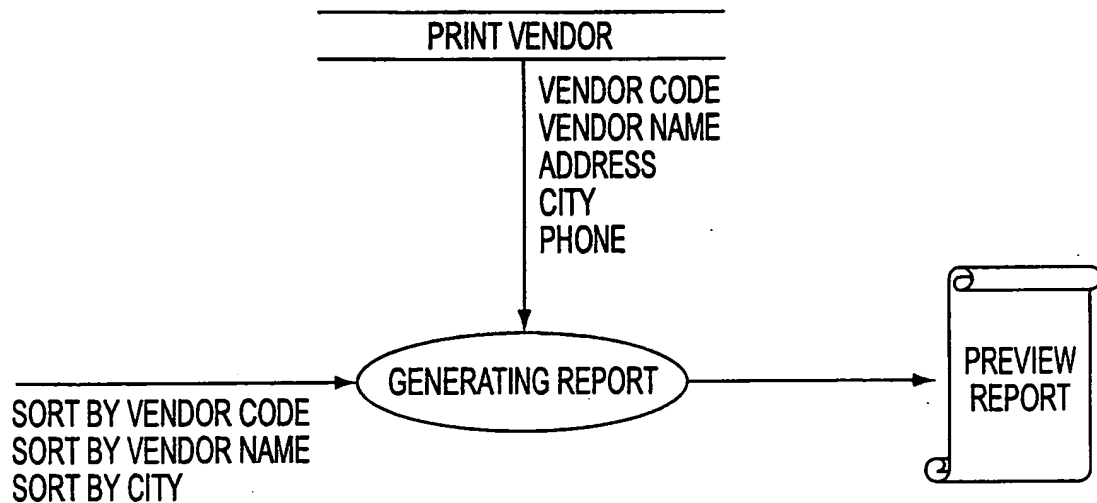 PRINT VENDOR
VENDOR CODE
VENDOR NAME
ADDRESS
CITY
PHONE
GENERATING REPORT
PREVIEW
REPORT
SORT BY VENDOR CODE
SORT BY VENDOR NAME
SORT BY CITY